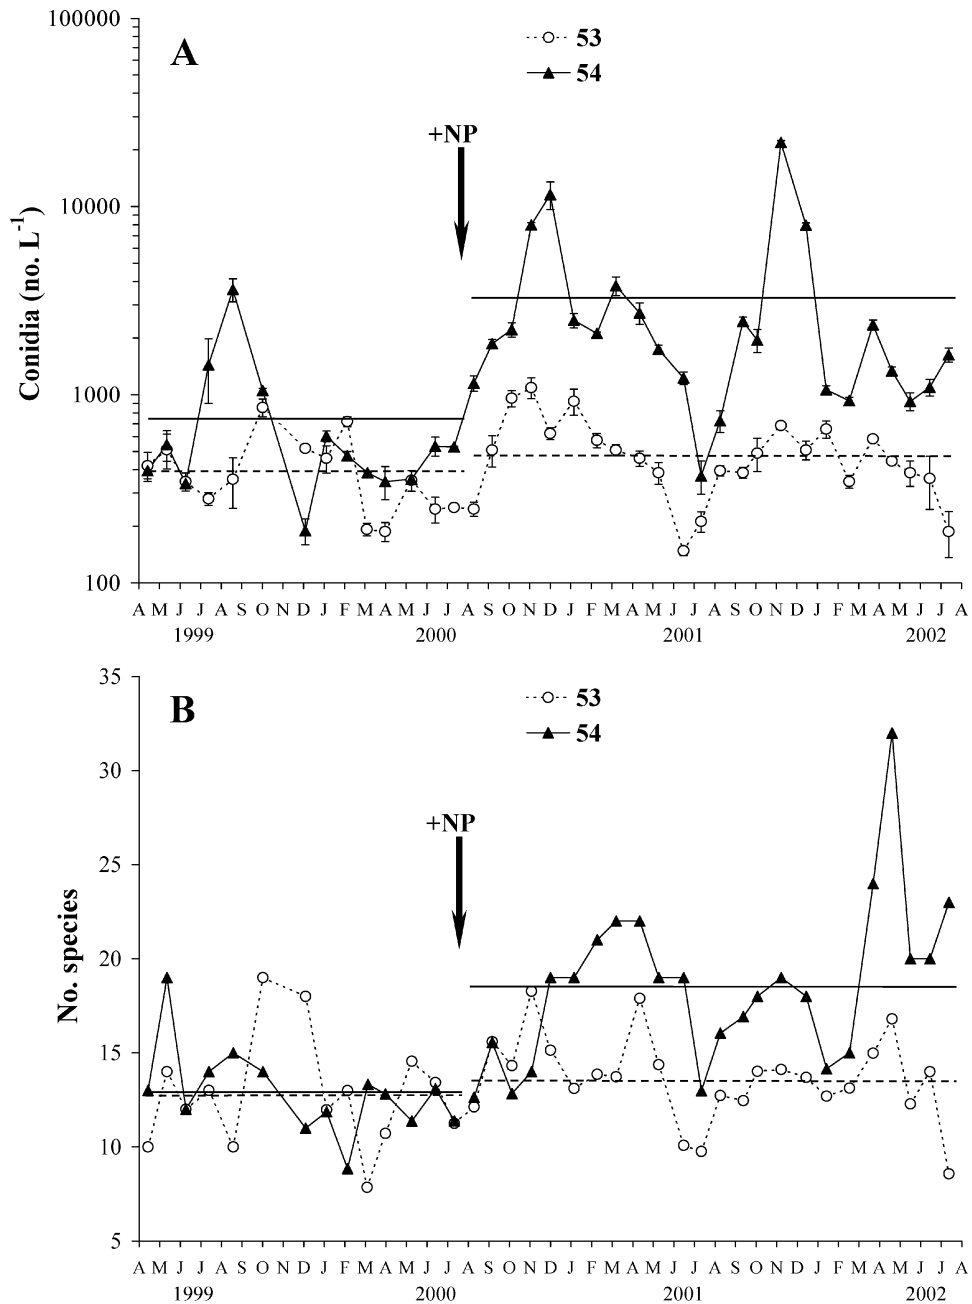 100000
A
53
54
+NP
10000
Conidia (no. L-1)
1000
100
A M J J A S O N D J F M A M J J A S O N D J F M A M J J A S O N D J F M A M J J A
1999 2000 2001 2002
35
B
53
54
30
+NP
25
No. species
20
15
10
5
A M J J A S O N D J F M A M J J A S O N D J F M A M J J A S O N D J F M A M J J A
1999 2000 2001 2002